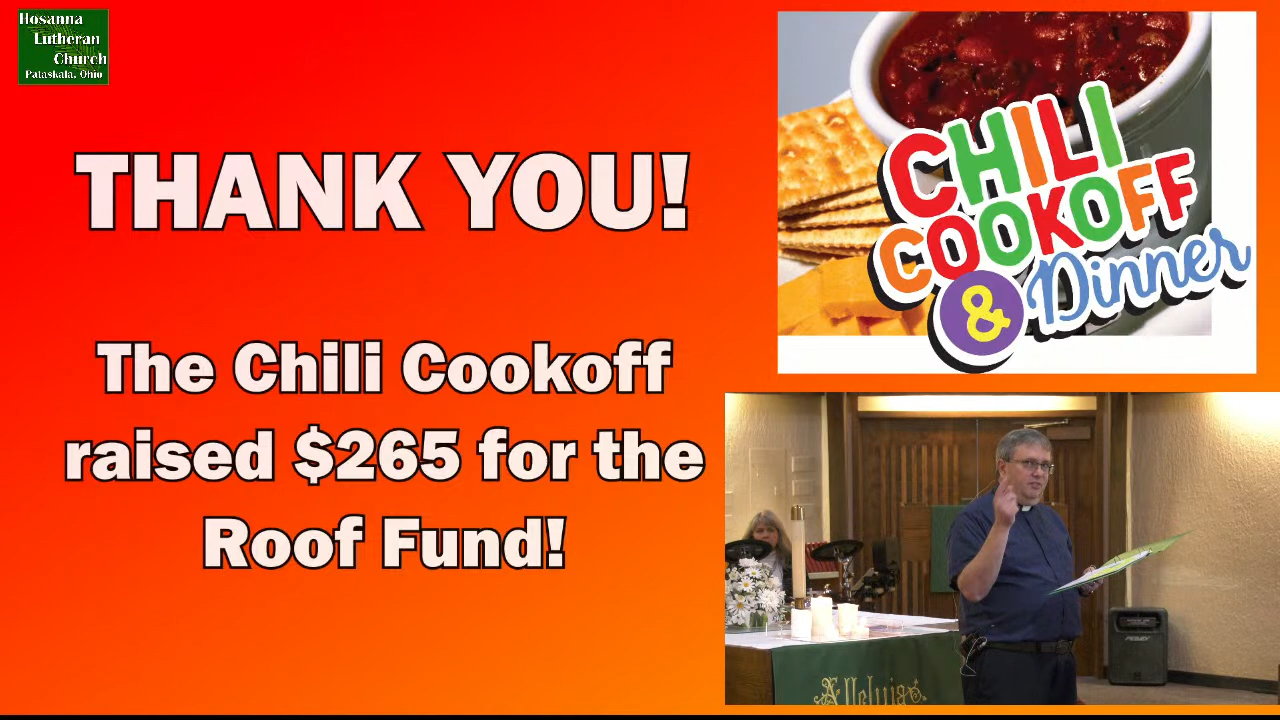 Hosanna
Lutheran
Church
Pataskala, Ohio
THANK YOU!
The Chili Cookoff
raised $265 for the
Roof Fund!
CHILI
COOKOFF
& Dinner
Alleluia
PEAVEY